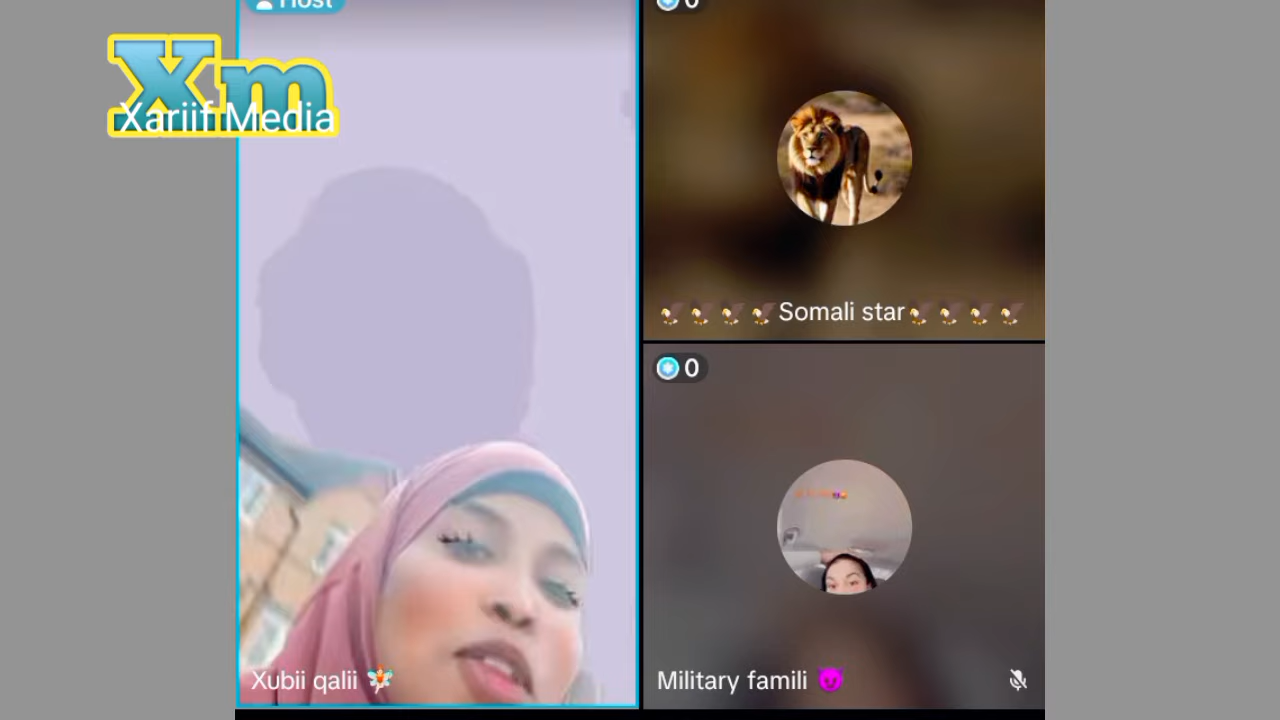 Host
0
Xm
Xariif Media
🦅🦅🦅🦅Somali star🦅🦅🦅🦅
0
Xubii qalii 🧚
Military famili 😈